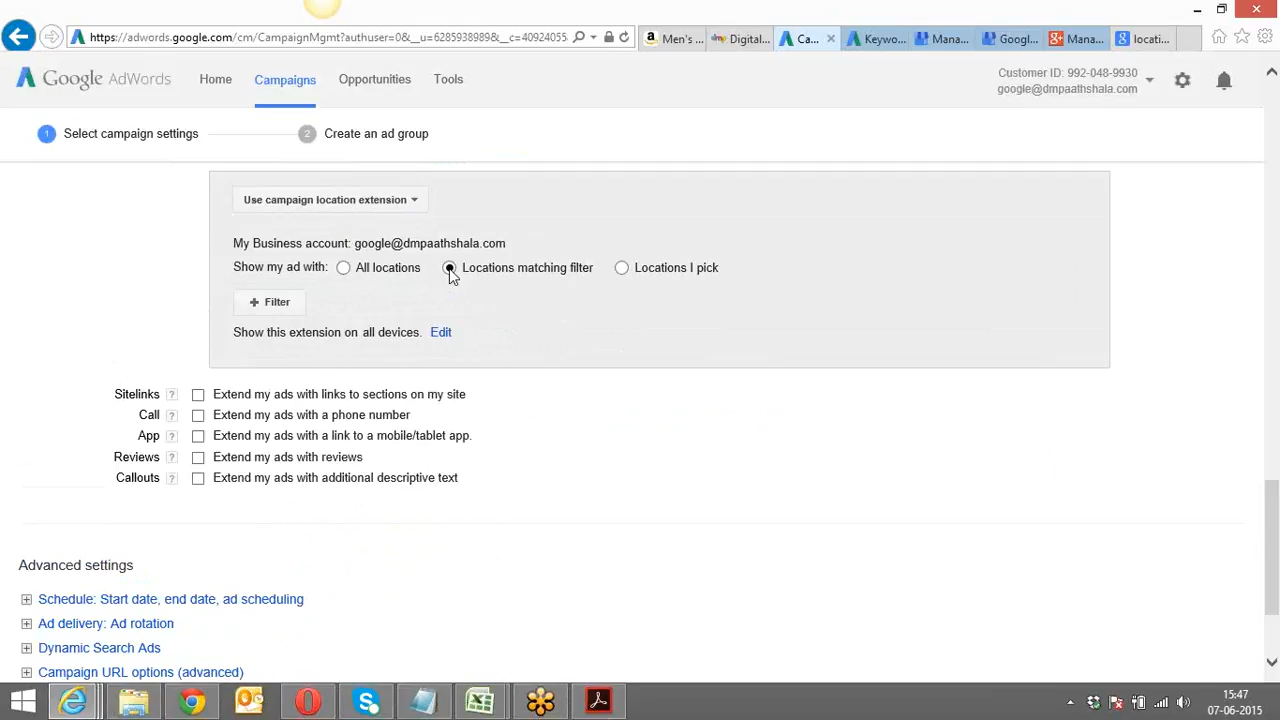 https://adwords.google.com/cm/CampaignMgmt?authuser=0&__u=6285938989&__c=40924055
Men's ...
Digital...
Ca...
Keywo...
Mana...
Googl...
Mana...
locati...
Google AdWords
Home
Campaigns
Opportunities
Tools
Customer ID: 992-048-9930
google@dmpaathshala.com
1 Select campaign settings
2 Create an ad group
Use campaign location extension
My Business account: google@dmpaathshala.com
Show my ad with: All locations Locations matching filter Locations I pick
+ Filter
Show this extension on all devices. Edit
Sitelinks ? Extend my ads with links to sections on my site
Call ? Extend my ads with a phone number
App ? Extend my ads with a link to a mobile/tablet app.
Reviews ? Extend my ads with reviews
Callouts ? Extend my ads with additional descriptive text
Advanced settings
Schedule: Start date, end date, ad scheduling
Ad delivery: Ad rotation
Dynamic Search Ads
Campaign URL options (advanced)
15:47
07-06-2015